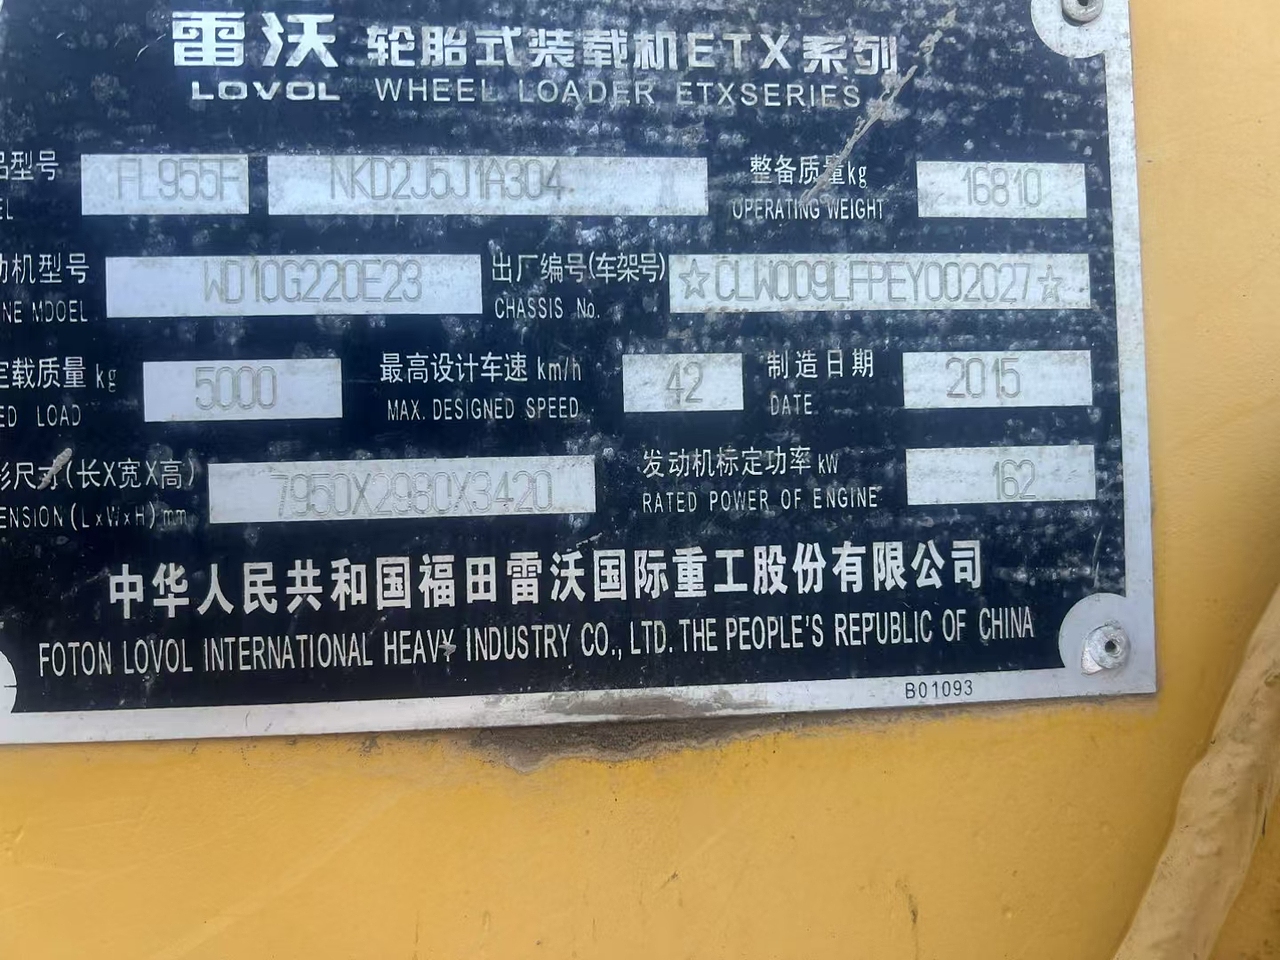 雷沃 轮胎式装载机ETX系列
LOVOL WHEEL LOADER ETXSERIES
品型号 FL955F NKD2J5J1A304 整备质量kg 16810
EL OPERATING WEIGHT
动机型号 WD10G220E23 出厂编号(车架号) ☆CLW009LFPEY002027☆
NE MDOEL CHASSIS No.
定载质量 kg 5000 最高设计车速 km/h 42 制造日期 2015
ED LOAD MAX. DESIGNED SPEED DATE
形尺寸(长X宽X高) 7950X2980X3420 发动机标定功率 kW 162
ENSION(LxWxH)mm RATED POWER OF ENGINE
中华人民共和国福田雷沃国际重工股份有限公司
FOTON LOVOL INTERNATIONAL HEAVY INDUSTRY CO., LTD. THE PEOPLE'S REPUBLIC OF CHINA
B01093